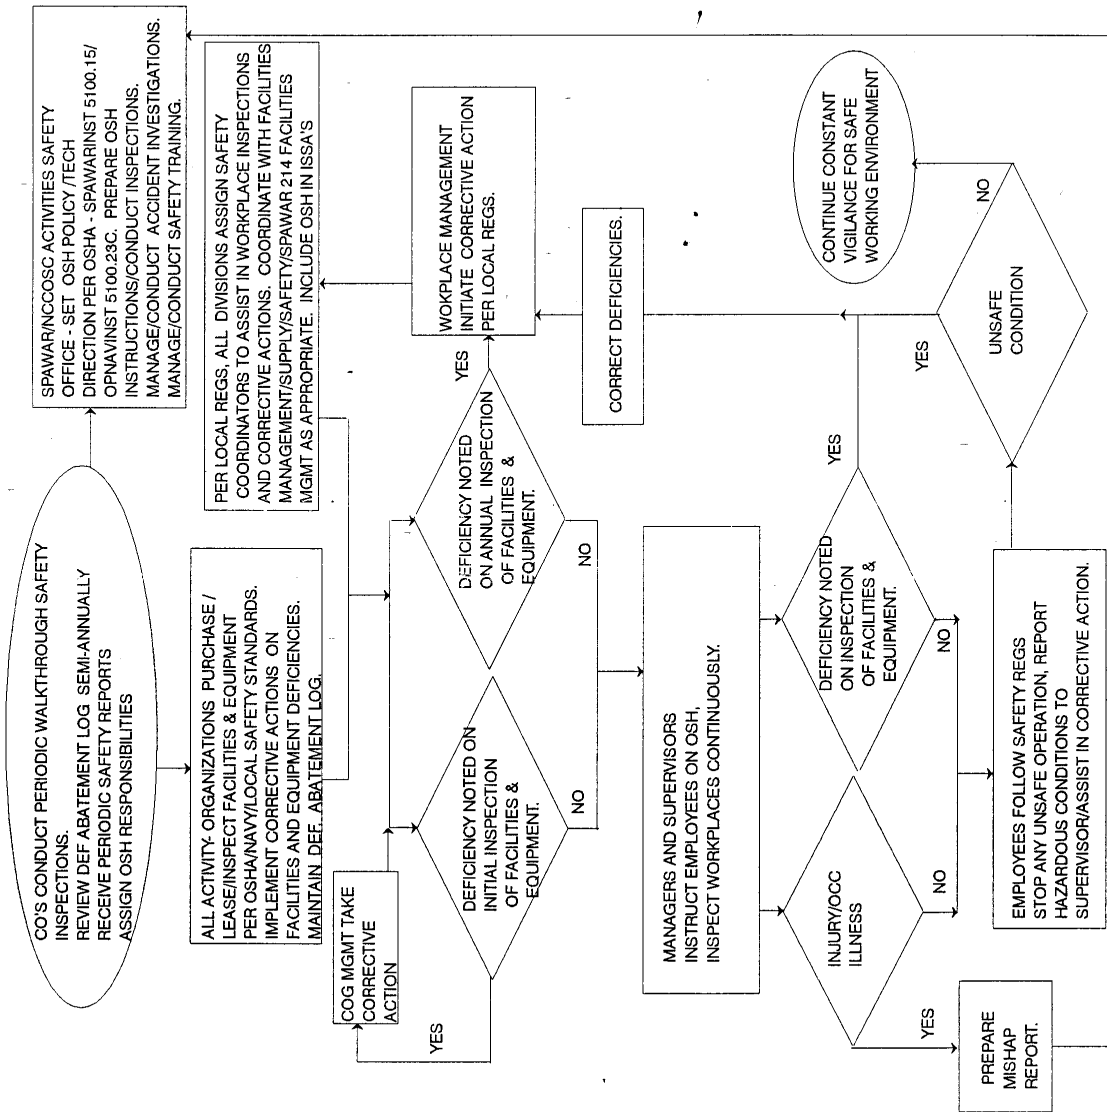 CO'S CONDUCT PERIODIC WALKTHROUGH SAFETY
INSPECTIONS.
REVIEW DEF ABATEMENT LOG SEMI-ANNUALLY
RECEIVE PERIODIC SAFETY REPORTS
ASSIGN OSH RESPONSIBILITIES
SPAWAR/NCCOSC ACTIVITIES SAFETY
OFFICE - SET OSH POLICY /TECH
DIRECTION PER OSHA - SPAWARINST 5100.15/
OPNAVINST 5100.23C. PREPARE OSH
INSTRUCTIONS/CONDUCT INSPECTIONS.
MANAGE/CONDUCT ACCIDENT INVESTIGATIONS.
MANAGE/CONDUCT SAFETY TRAINING.
ALL ACTIVITY ORGANIZATIONS PURCHASE /
LEASE/INSPECT FACILITIES & EQUIPMENT
PER OSHA/NAVY/LOCAL SAFETY STANDARDS.
IMPLEMENT CORRECTIVE ACTIONS ON
FACILITIES AND EQUIPMENT DEFICIENCIES.
MAINTAIN DEF. ABATEMENT LOG.
PER LOCAL REGS, ALL DIVISIONS ASSIGN SAFETY
COORDINATORS TO ASSIST IN WORKPLACE INSPECTIONS
AND CORRECTIVE ACTIONS. COORDINATE WITH FACILITIES
MANAGEMENT/SUPPLY/SAFETY/SPAWAR 214 FACILITIES
MGMT AS APPROPRIATE. INCLUDE OSH IN ISSA'S
COG MGMT TAKE
CORRECTIVE
ACTION
YES
DEFICIENCY NOTED ON
INITIAL INSPECTION
OF FACILITIES &
EQUIPMENT.
NO
DEFICIENCY NOTED
ON ANNUAL INSPECTION
OF FACILITIES &
EQUIPMENT.
NO
YES
WOKPLACE MANAGEMENT
INITIATE CORRECTIVE ACTION
PER LOCAL REGS.
CORRECT DEFICIENCIES.
MANAGERS AND SUPERVISORS
INSTRUCT EMPLOYEES ON OSH,
INSPECT WORKPLACES CONTINUOUSLY.
INJURY/OCC
ILLNESS
YES
NO
PREPARE
MISHAP
REPORT.
DEFICIENCY NOTED
ON INSPECTION
OF FACILITIES &
EQUIPMENT.
YES
NO
EMPLOYEES FOLLOW SAFETY REGS
STOP ANY UNSAFE OPERATION, REPORT
HAZARDOUS CONDITIONS TO
SUPERVISOR/ASSIST IN CORRECTIVE ACTION.
UNSAFE
CONDITION
YES
NO
CONTINUE CONSTANT
VIGILANCE FOR SAFE
WORKING ENVIRONMENT